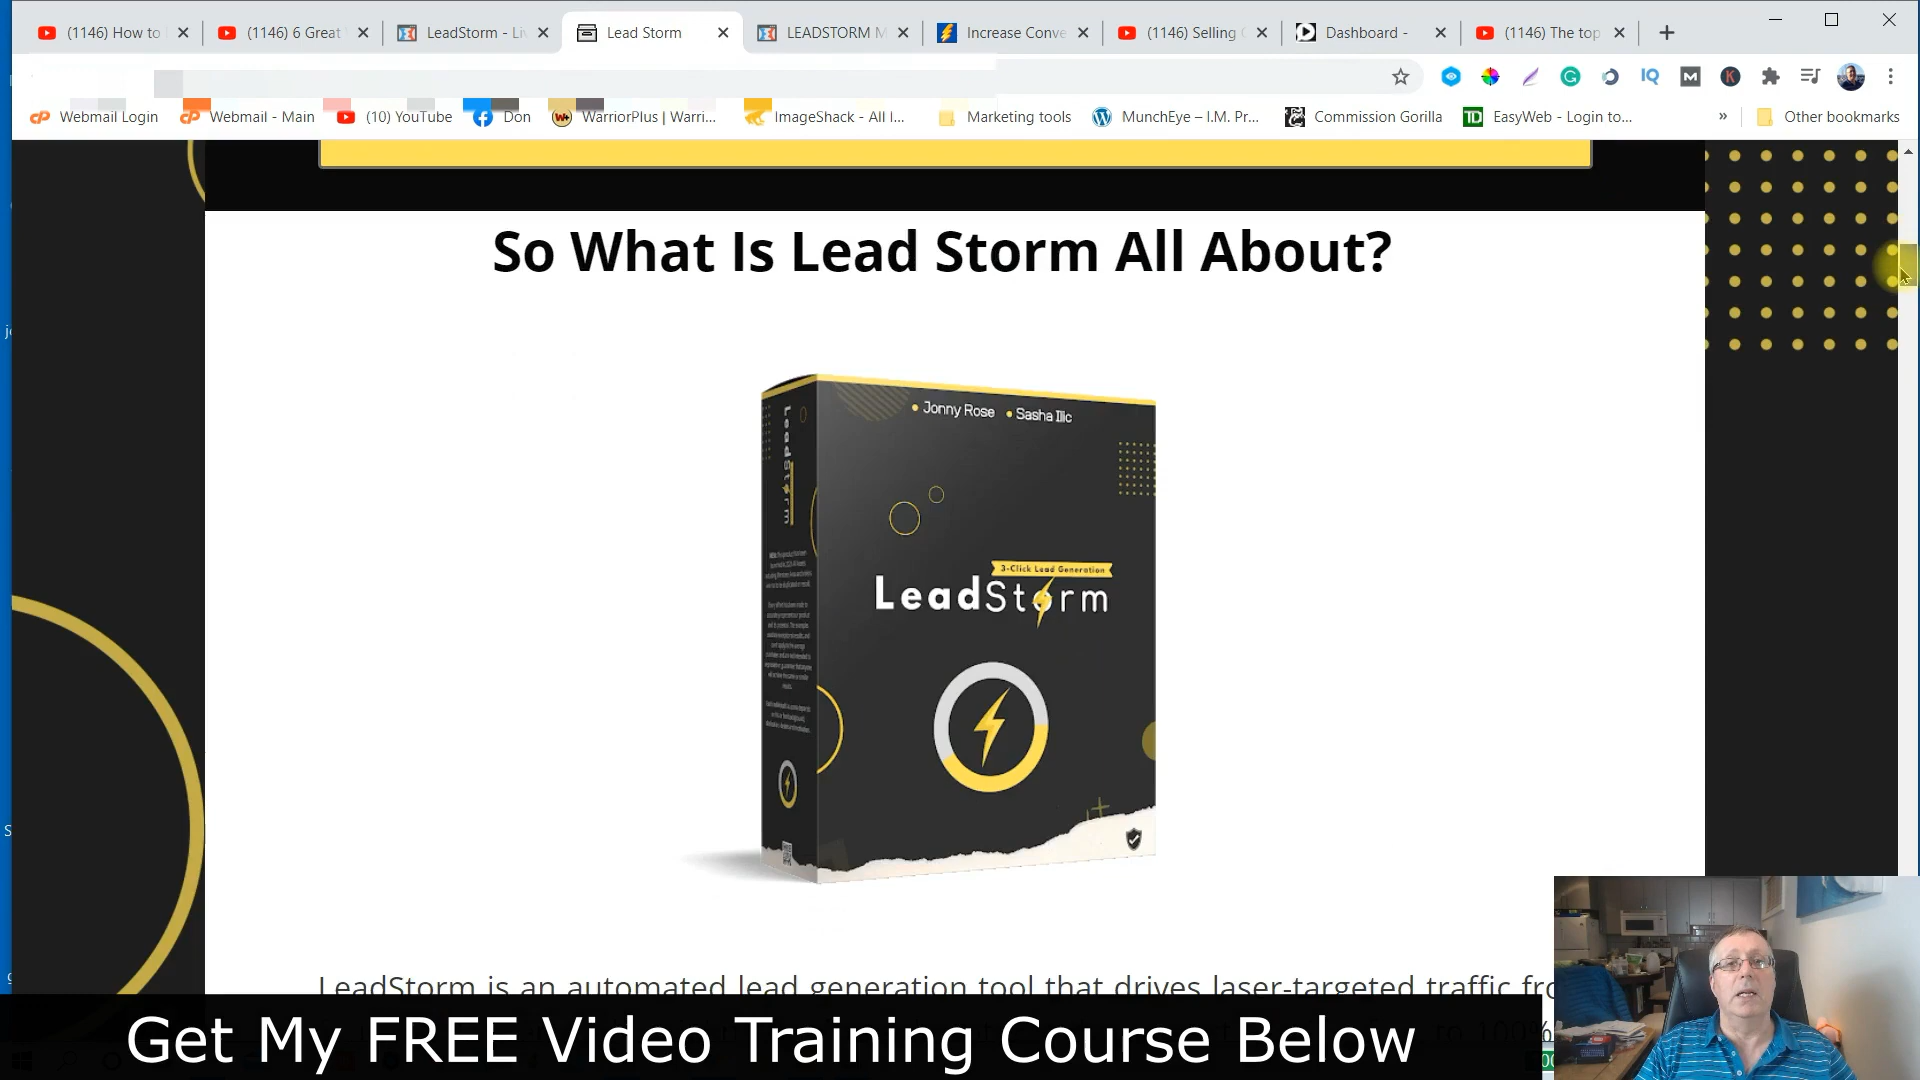 (1146) How to
(1146) 6 Great
LeadStorm - Li
Lead Storm
LEADSTORM M
Increase Conve
(1146) Selling
Dashboard -
(1146) The top
Webmail Login
Webmail - Main
(10) YouTube
Don
WarriorPlus | Warri...
ImageShack - All I...
Marketing tools
MunchEye – I.M. Pr...
Commission Gorilla
EasyWeb - Login to...
»
Other bookmarks
So What Is Lead Storm All About?
• Jonny Rose • Sasha Ilic
LeadStorm
3-Click Lead Generation
LeadStorm
LeadStorm is an automated lead generation tool that drives laser-targeted traffic fro
Get My FREE Video Training Course Below